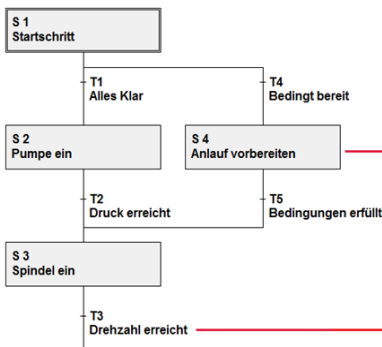 S 1
Startschritt
T1
Alles Klar
T4
Bedingt bereit
S 2
Pumpe ein
S 4
Anlauf vorbereiten
T2
Druck erreicht
T5
Bedingungen erfüllt
S 3
Spindel ein
T3
Drehzahl erreicht